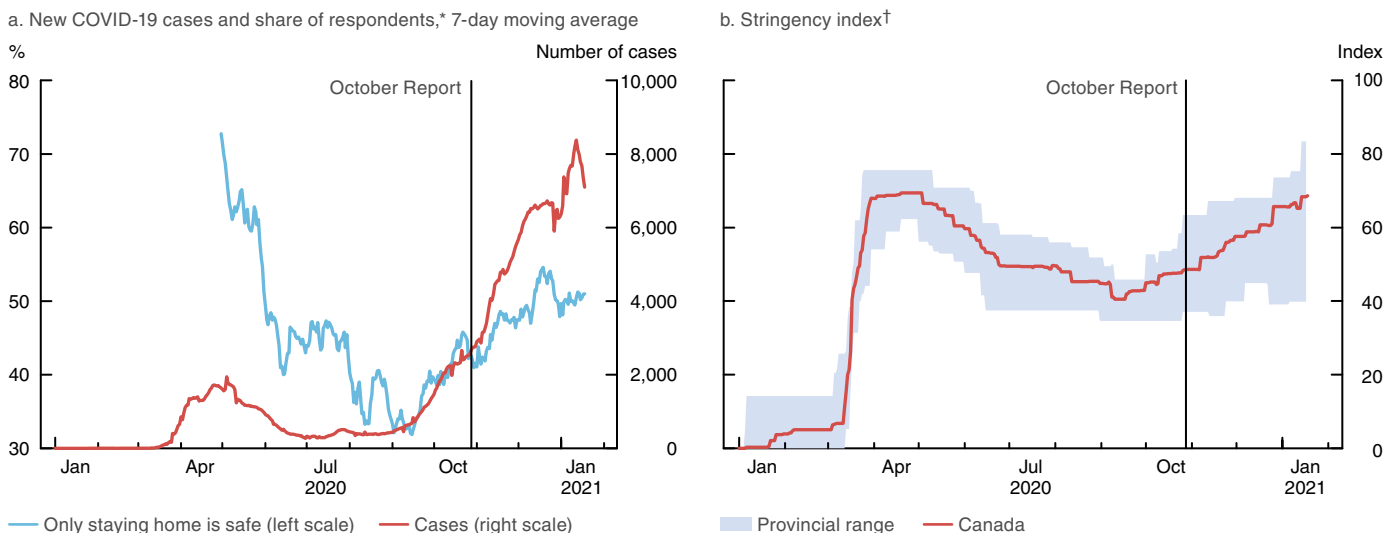 a. New COVID-19 cases and share of respondents,* 7-day moving average
% Number of cases
80 10,000
October Report
70 8,000
60 6,000
50 4,000
40 2,000
30 0
Jan Apr Jul Oct Jan
2020 2021
Only staying home is safe (left scale) Cases (right scale)
b. Stringency index†
Index
100
October Report
80
60
40
20
0
Jan Apr Jul Oct Jan
2020 2021
Provincial range Canada